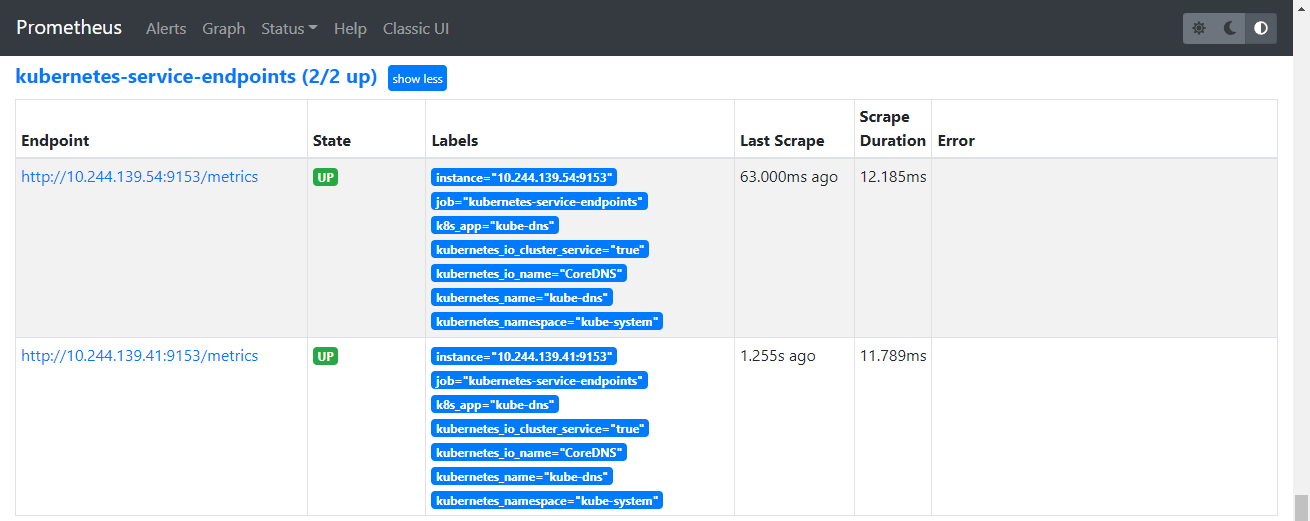 Prometheus Alerts Graph Status Help Classic UI
kubernetes-service-endpoints (2/2 up) show less
Endpoint State Labels Last Scrape Scrape Duration Error
http://10.244.139.54:9153/metrics UP instance="10.244.139.54:9153" 63.000ms ago 12.185ms
job="kubernetes-service-endpoints"
k8s_app="kube-dns"
kubernetes_io_cluster_service="true"
kubernetes_io_name="CoreDNS"
kubernetes_name="kube-dns"
kubernetes_namespace="kube-system"
http://10.244.139.41:9153/metrics UP instance="10.244.139.41:9153" 1.255s ago 11.789ms
job="kubernetes-service-endpoints"
k8s_app="kube-dns"
kubernetes_io_cluster_service="true"
kubernetes_io_name="CoreDNS"
kubernetes_name="kube-dns"
kubernetes_namespace="kube-system"